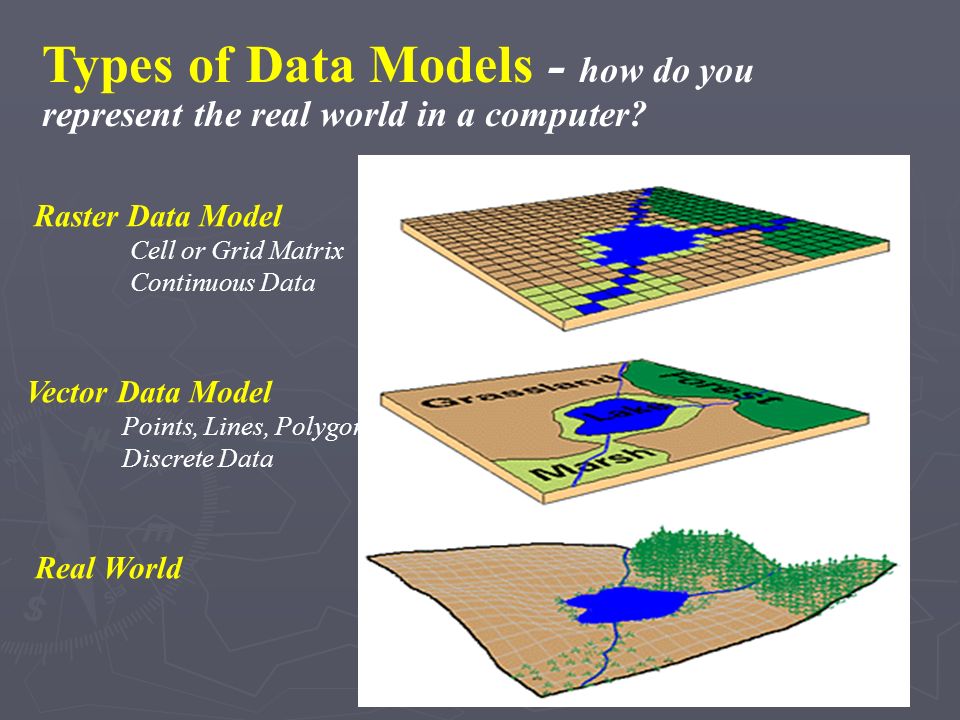 Types of Data Models - how do you
represent the real world in a computer?
Raster Data Model
Cell or Grid Matrix
Continuous Data
Vector Data Model
Points, Lines, Polygon
Discrete Data
Real World
Grassland
Forest
Lake
Marsh